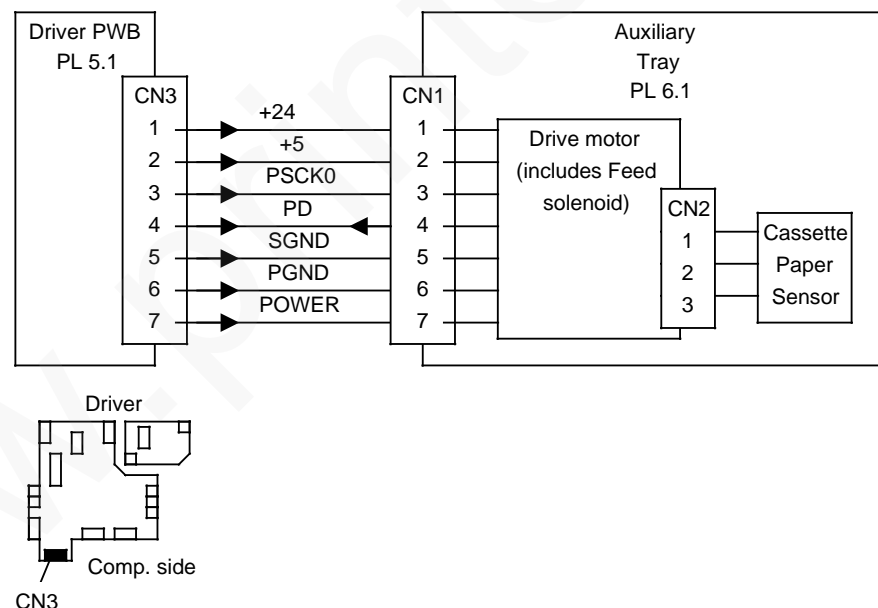 Driver PWB
PL 5.1
CN3
1
2
3
4
5
6
7
+24
+5
PSCK0
PD
SGND
PGND
POWER
Auxiliary
Tray
PL 6.1
CN1
1
2
3
4
5
6
7
Drive motor
(includes Feed
solenoid)
CN2
1
2
3
Cassette
Paper
Sensor
Driver
Comp. side
CN3